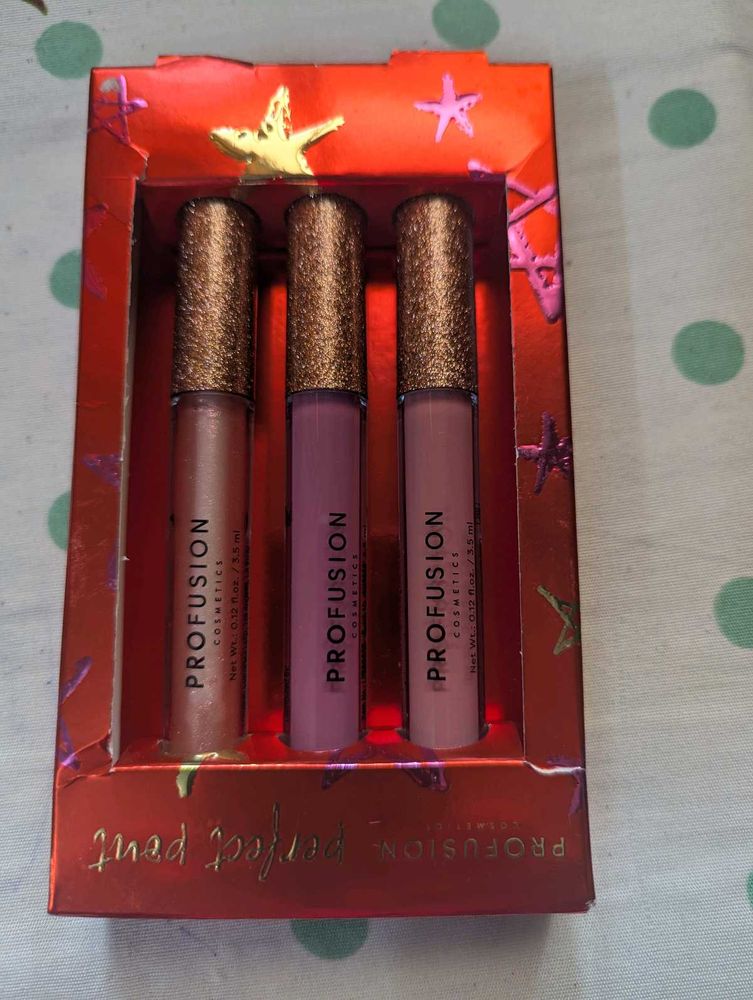 PROFUSION
COSMETICS
Net Wt.: 0.12 fl.oz. / 3.5 ml
PROFUSION
COSMETICS
PROFUSION
COSMETICS
Net Wt.: 0.12 fl.oz. / 3.5 ml
PROFUSION
COSMETICS
perfect pout